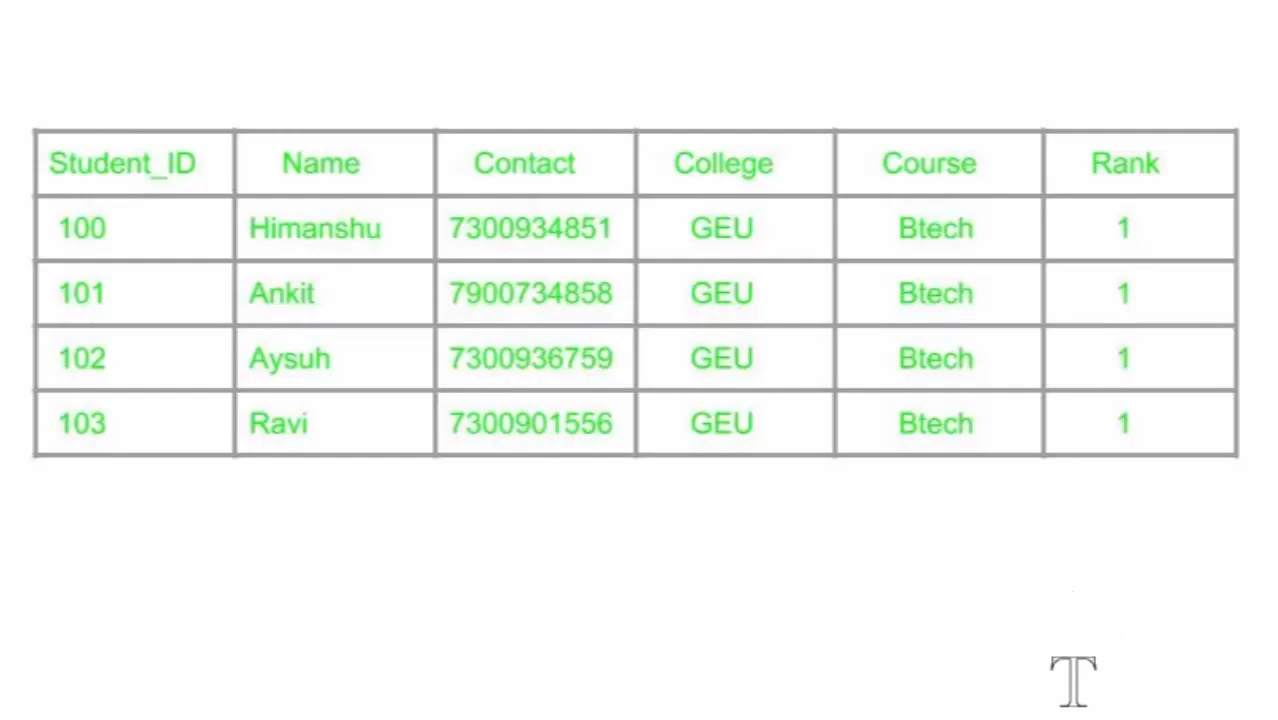 Student_ID Name Contact College Course Rank
100 Himanshu 7300934851 GEU Btech 1
101 Ankit 7900734858 GEU Btech 1
102 Aysuh 7300936759 GEU Btech 1
103 Ravi 7300901556 GEU Btech 1
T